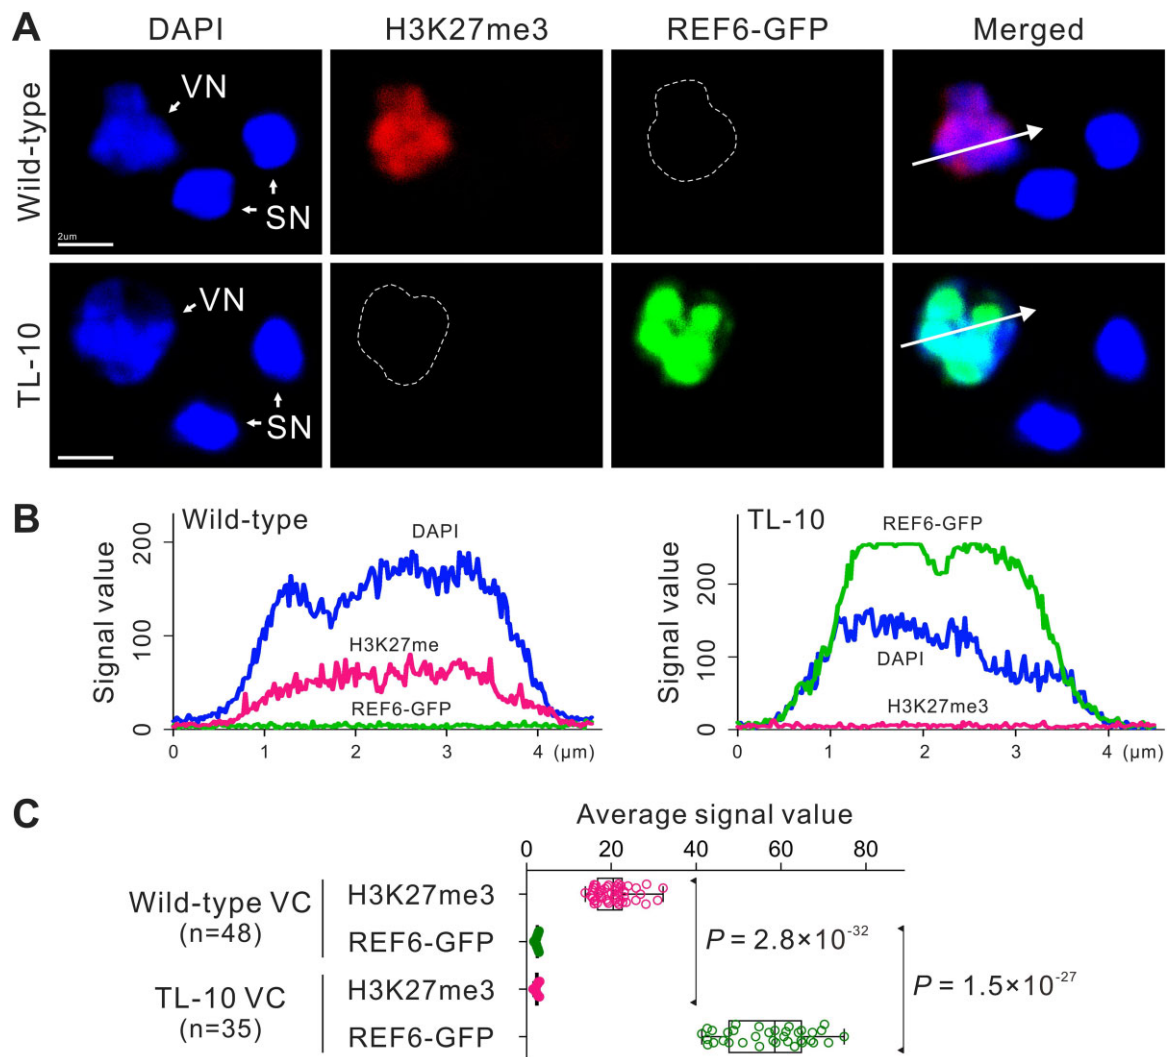 A
DAPI
H3K27me3
REF6-GFP
Merged
Wild-type
VN
SN
2um
TL-10
VN
SN
B
Wild-type
DAPI
H3K27me
REF6-GFP
Signal value
0
100
200
0 1 2 3 4 (μm)
TL-10
REF6-GFP
DAPI
H3K27me3
Signal value
0
100
200
0 1 2 3 4 (μm)
C
Average signal value
0 20 40 60 80
Wild-type VC
(n=48)
H3K27me3
REF6-GFP
TL-10 VC
(n=35)
H3K27me3
REF6-GFP
P = 2.8×10⁻³²
P = 1.5×10⁻²⁷